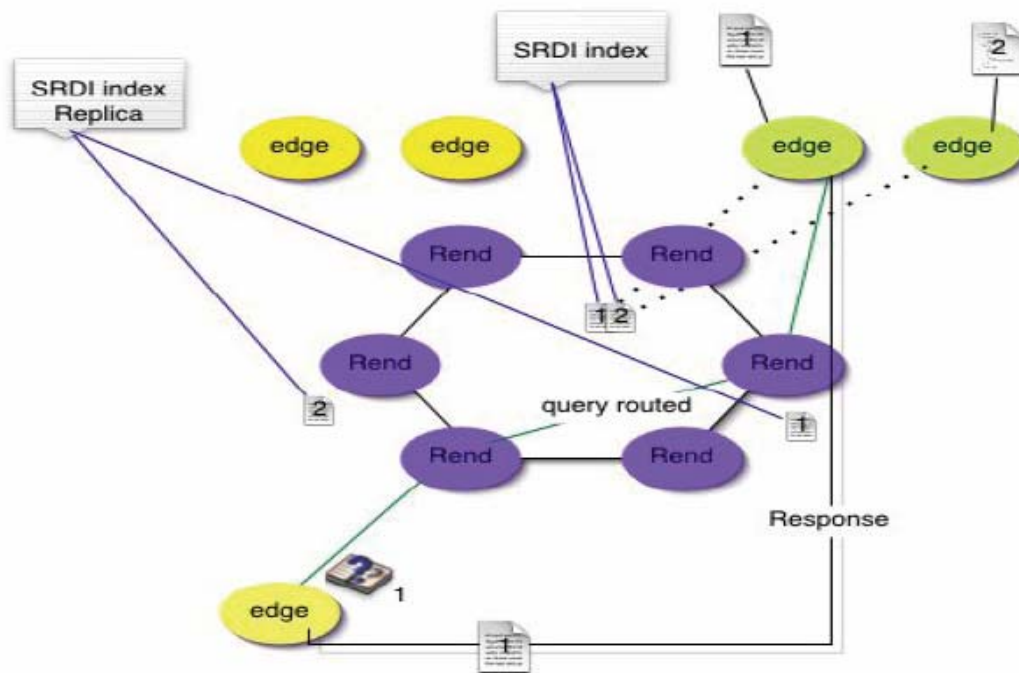 SRDI index
1
2
SRDI index
Replica
edge
edge
edge
edge
Rend
Rend
1
2
Rend
Rend
2
query routed
1
Rend
Rend
Response
1
edge
1